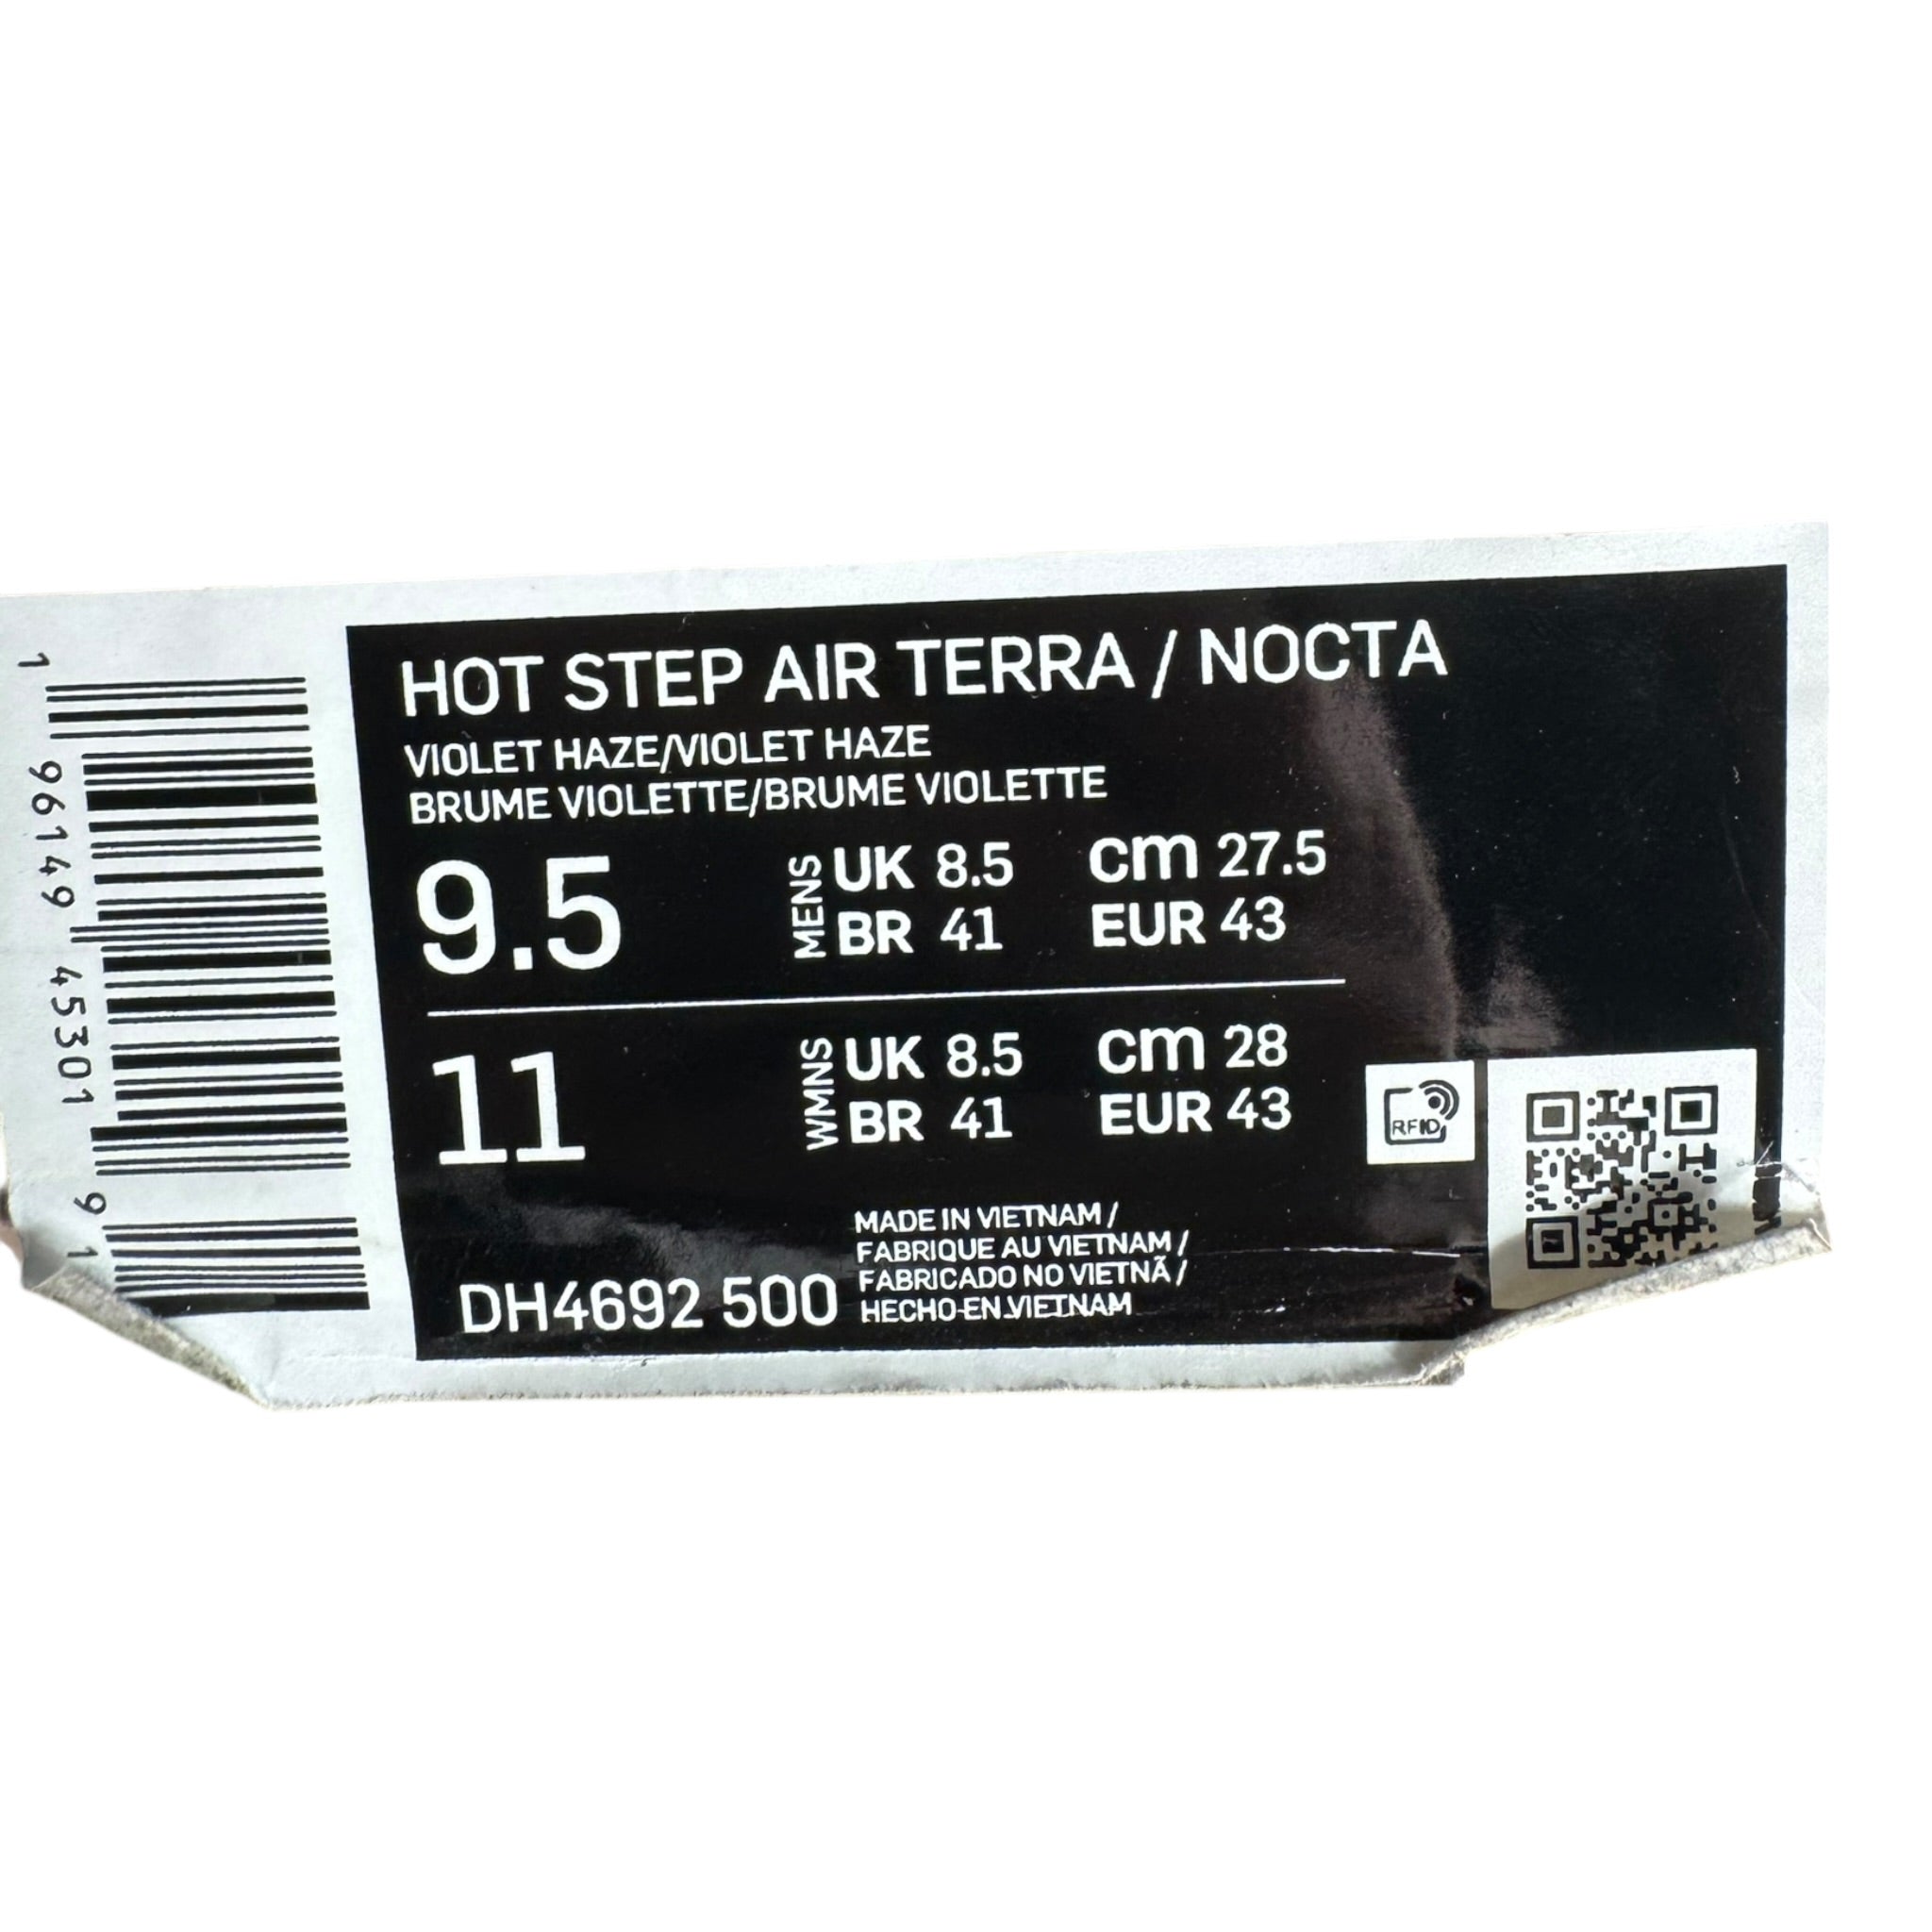 HOT STEP AIR TERRA / NOCTA
VIOLET HAZE/VIOLET HAZE
BRUME VIOLETTE/BRUME VIOLETTE
9.5
MENS
UK 8.5 cm 27.5
BR 41 EUR 43
11
WMNS
UK 8.5 cm 28
BR 41 EUR 43
RFID
DH4692 500
MADE IN VIETNAM /
FABRIQUE AU VIETNAM /
FABRICADO NO VIETNÃ /
HECHO EN VIETNAM
1 96149 45301 9 1